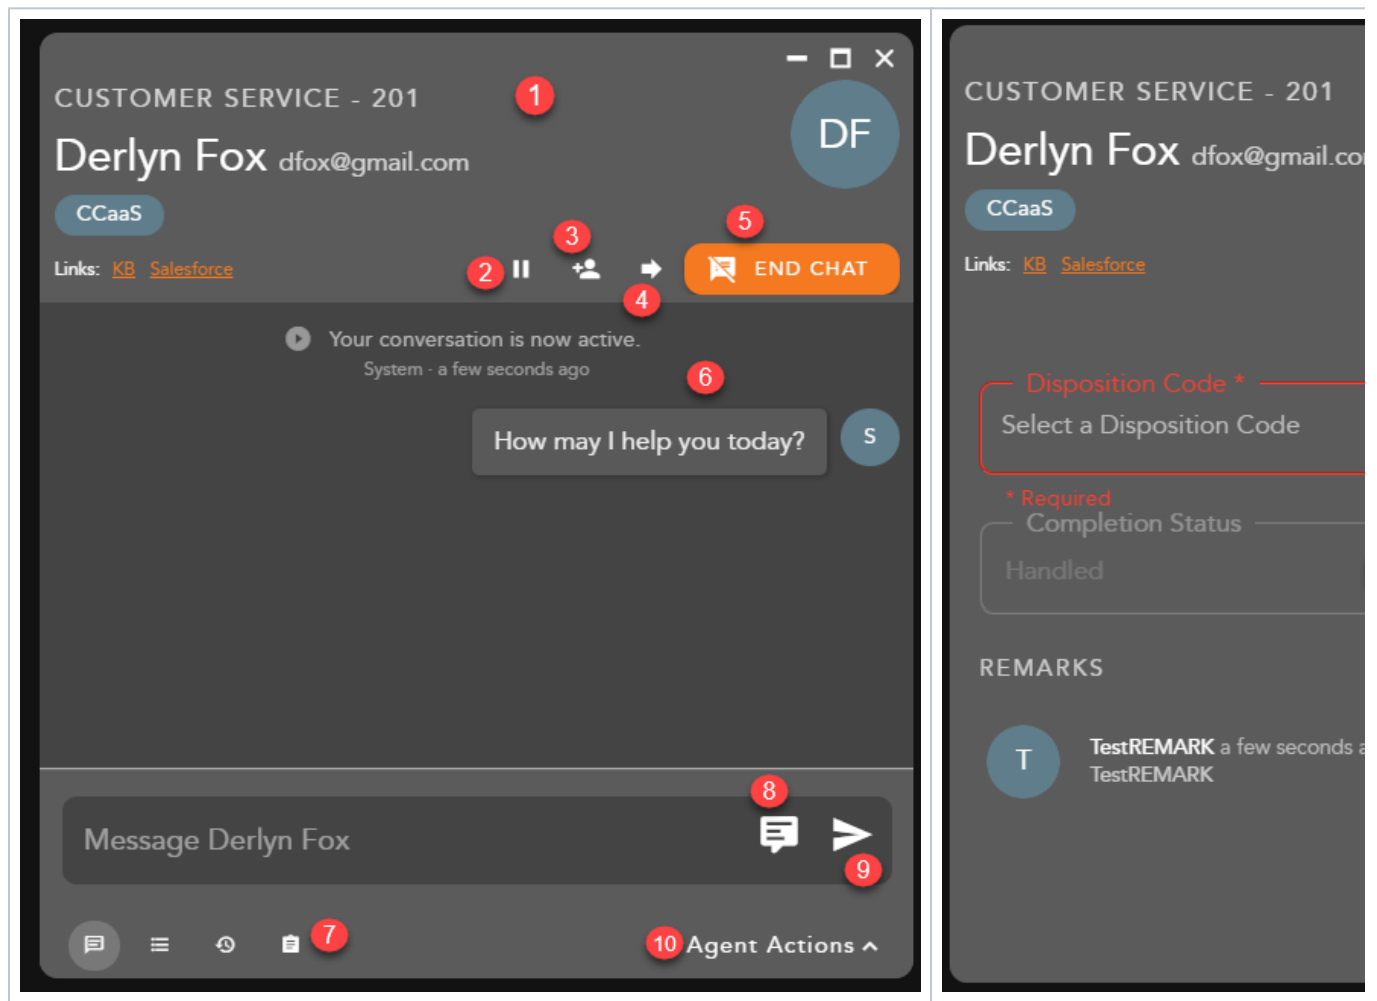 CUSTOMER SERVICE - 201
1
DF
Derlyn Fox dfox@gmail.com
CCaaS
3
5
Links: KB Salesforce
2
END CHAT
4
Your conversation is now active.
System · a few seconds ago
6
How may I help you today?
S
8
Message Derlyn Fox
9
7
10
Agent Actions
CUSTOMER SERVICE - 201
Derlyn Fox dfox@gmail.co
CCaaS
Links: KB Salesforce
Disposition Code *
Select a Disposition Code
* Required
Completion Status
Handled
REMARKS
T
TestREMARK a few seconds
TestREMARK